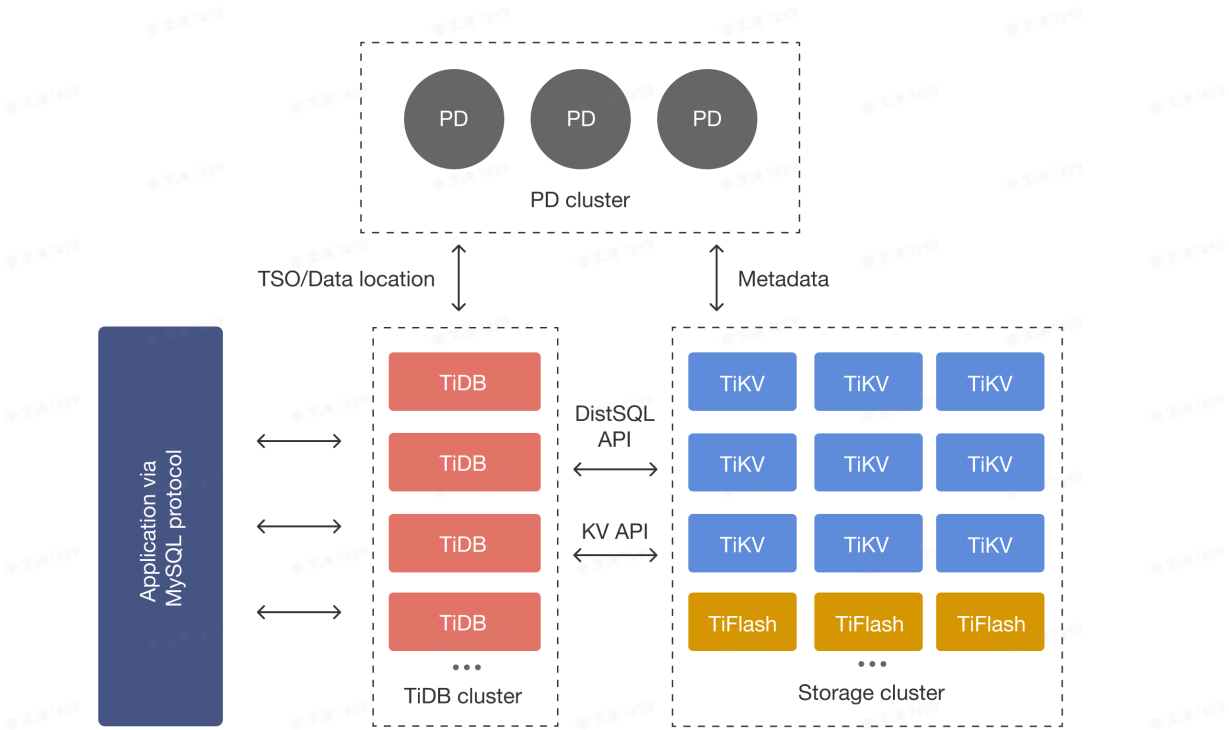 PD PD PD
PD cluster
TSO/Data location
Metadada
Application via
MySQL protocol
TiDB
TiDB
TiDB
TiDB
•••
TiDB cluster
DistSQL
API
KV API
TiKV TiKV TiKV
TiKV TiKV TiKV
TiKV TiKV TiKV
TiFlash TiFlash TiFlash
•••
Storage cluster